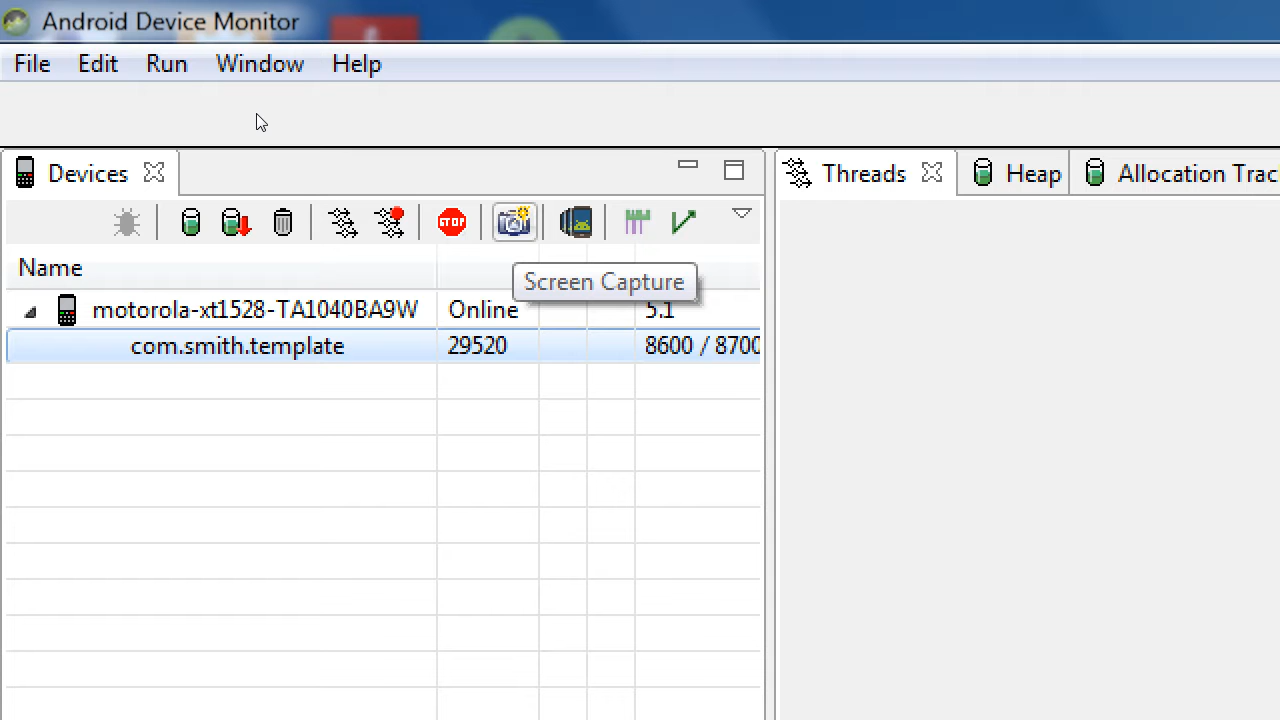 Android Device Monitor
File Edit Run Window Help
Devices
Threads Heap Allocation Trac
STOP
Name
Screen Capture
motorola-xt1528-TA1040BA9W Online 5.1
com.smith.template 29520 8600 / 8700